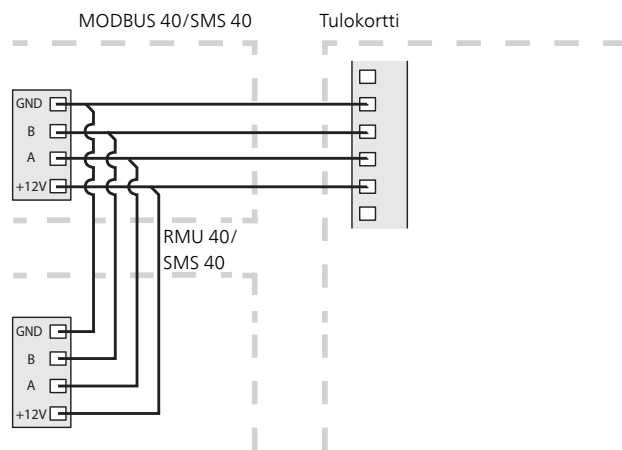 MODBUS 40/SMS 40
Tulokortti
GND
B
A
+12V
RMU 40/
SMS 40
GND
B
A
+12V